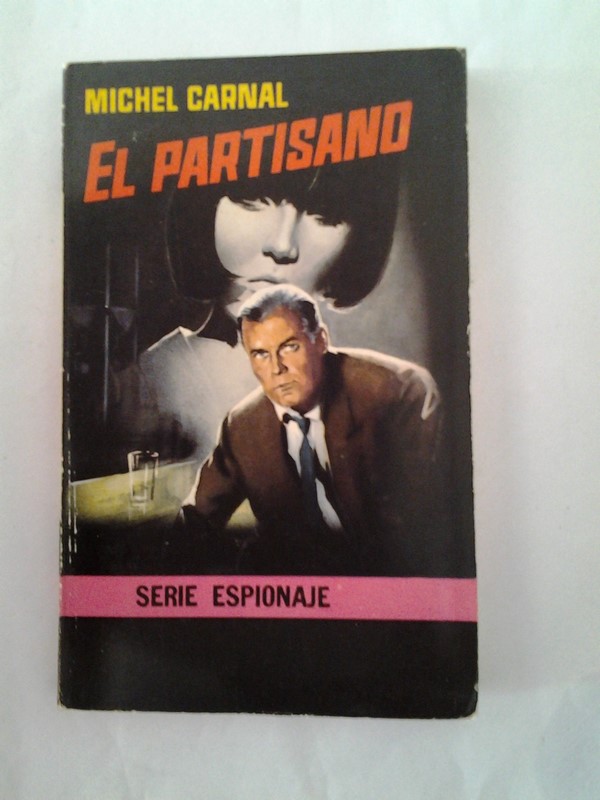 MICHEL CARNAL
EL PARTISANO
SERIE ESPIONAJE